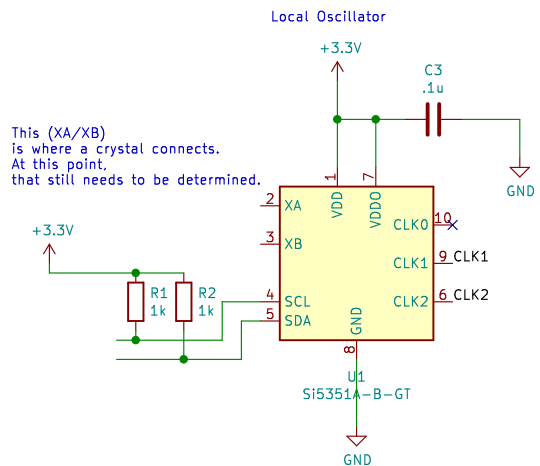 Local Oscillator
+3.3V
C3
.1u
GND
This (XA/XB)
is where a crystal connects.
At this point,
that still needs to be determined.
+3.3V
R1
1k
R2
1k
1
VDD
7
VDDO
2
XA
3
XB
4
SCL
5
SDA
10
CLK0
9
CLK1
CLK1
6
CLK2
CLK2
8
GND
U1
Si5351A-B-GT
GND